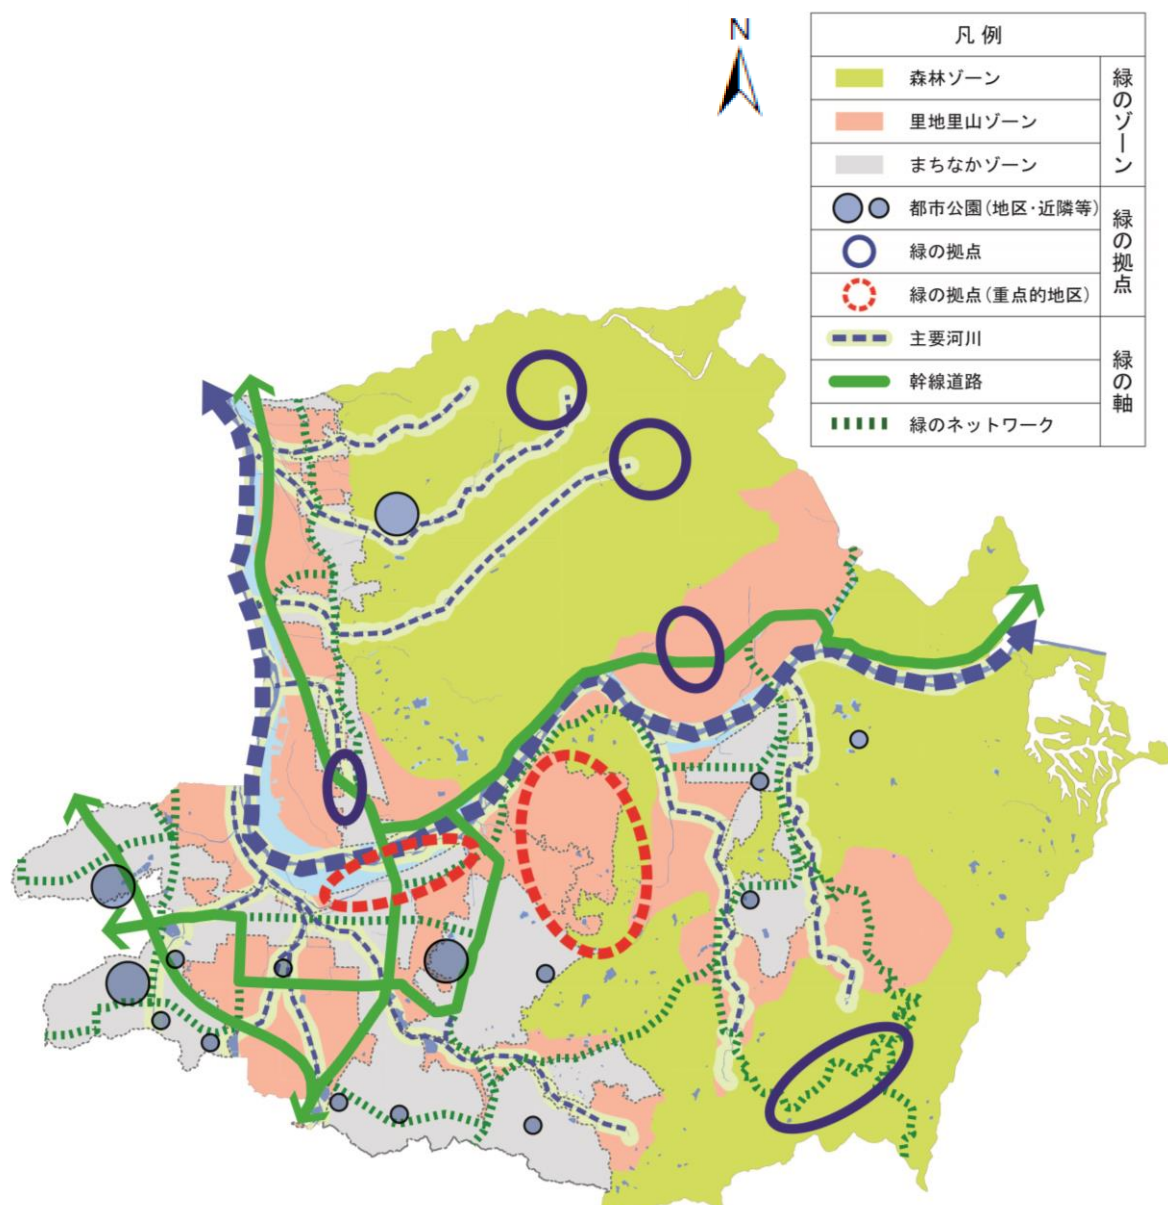 N
凡例
森林ゾーン
里地里山ゾーン
まちなかゾーン
緑のゾーン
都市公園(地区・近隣等)
緑の拠点
緑の拠点(重点的地区)
緑の拠点
主要河川
幹線道路
緑のネットワーク
緑の軸